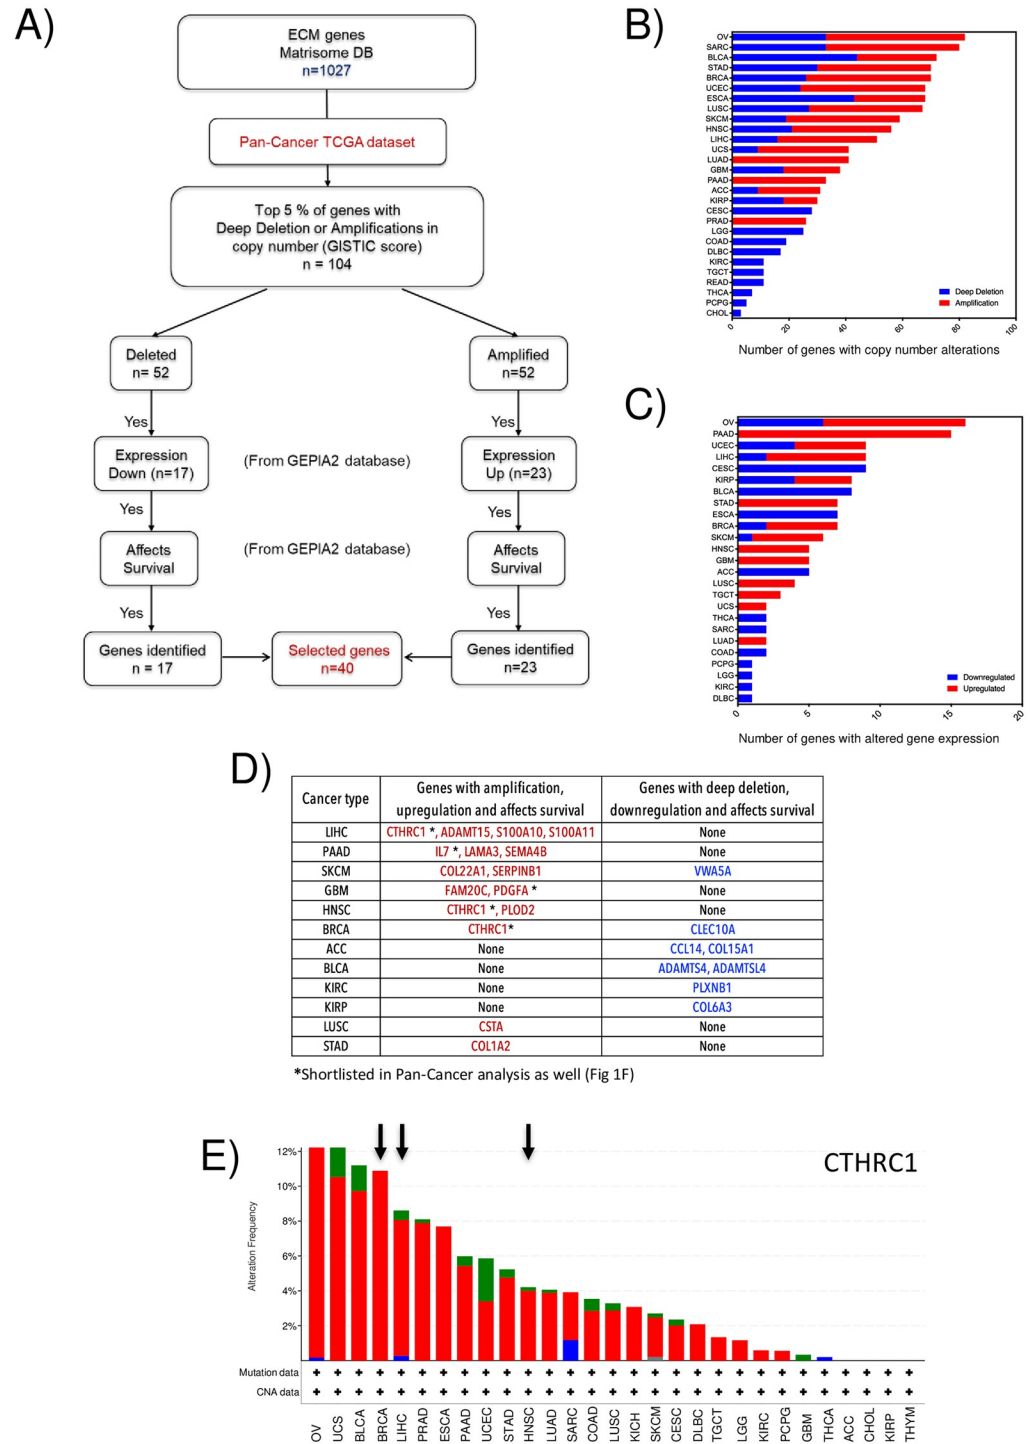 A)
ECM genes
Matrisome DB
n=1027
Pan-Cancer TCGA dataset
Top 5 % of genes with
Deep Deletion or Amplifications in
copy number (GISTIC score)
n = 104
Deleted
n= 52
Amplified
n=52
Yes
Yes
Expression
Down (n=17)
(From GEPIA2 database)
Expression
Up (n=23)
Yes
Yes
Affects
Survival
(From GEPIA2 database)
Affects
Survival
Yes
Yes
Genes identified
n = 17
Selected genes
n=40
Genes identified
n=23
B)
OV
SARC
BLCA
STAD
BRCA
UCEC
ESCA
LUSC
SKCM
HNSC
LIHC
UCS
LUAD
GBM
PAAD
ACC
KIRP
CESC
PRAD
LGG
COAD
DLBC
KIRC
TGCT
READ
THCA
PCPG
CHOL
Deep Deletion
Amplification
0 20 40 60 80 100
Number of genes with copy number alterations
C)
OV
PAAD
UCEC
LIHC
CESC
KIRP
BLCA
STAD
ESCA
BRCA
SKCM
HNSC
GBM
ACC
LUSC
TGCT
UCS
THCA
SARC
LUAD
COAD
PCPG
LGG
KIRC
DLBC
Downregulated
Upregulated
0 5 10 15 20
Number of genes with altered gene expression
D)
Cancer type
Genes with amplification,
upregulation and affects survival
Genes with deep deletion,
downregulation and affects survival
LIHC CTHRC1 *, ADAMT15, S100A10, S100A11 None
PAAD IL7 *, LAMA3, SEMA4B None
SKCM COL22A1, SERPINB1 VWA5A
GBM FAM20C, PDGFA * None
HNSC CTHRC1 *, PLOD2 None
BRCA CTHRC1* CLEC10A
ACC None CCL14, COL15A1
BLCA None ADAMTS4, ADAMTSL4
KIRC None PLXNB1
KIRP None COL6A3
LUSC CSTA None
STAD COL1A2 None
*Shortlisted in Pan-Cancer analysis as well (Fig 1F)
E)
CTHRC1
Alteration Frequency
12%
10%
8%
6%
4%
2%
Mutation data + + + + + + + + + + + + + + + + + + + + + + + + + + + + +
CNA data + + + + + + + + + + + + + + + + + + + + + + + + + + + + +
OV UCS BLCA BRCA LIHC PRAD ESCA PAAD UCEC STAD HNSC LUAD SARC COAD LUSC KICH SKCM CESC DLBC TGCT LGG KIRC PCPG GBM THCA ACC CHOL KIRP THYM